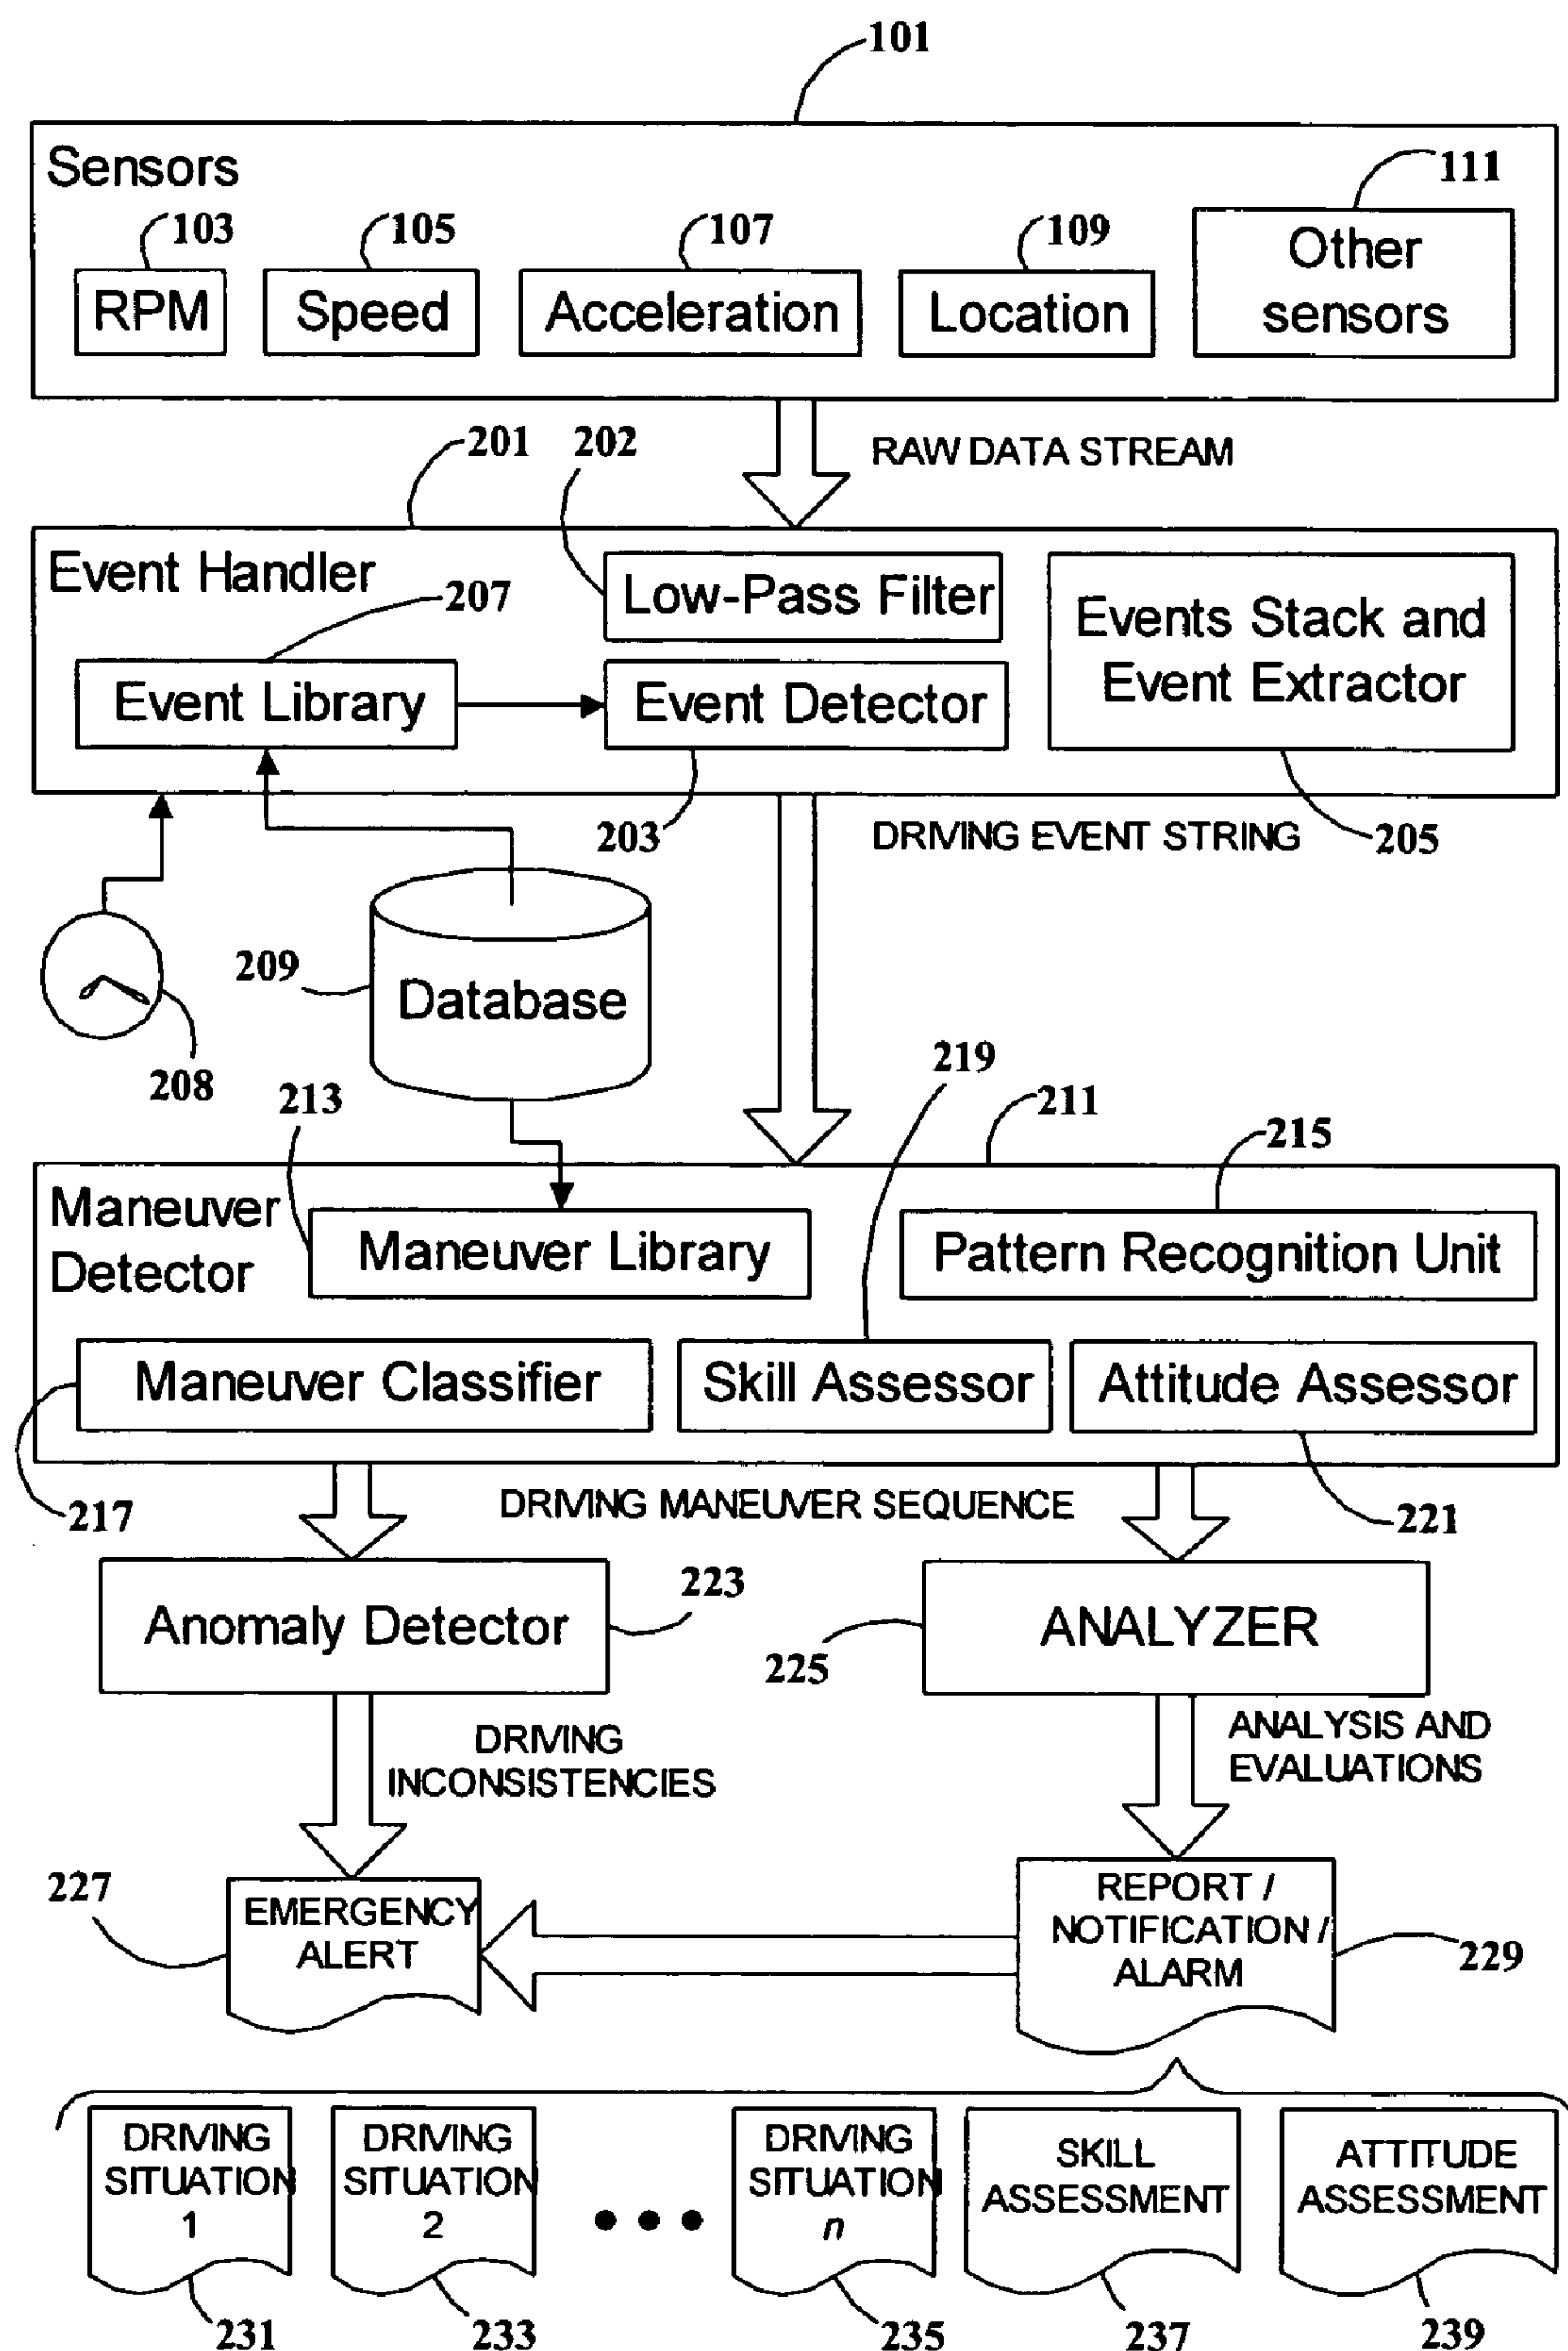 101
Sensors
111
103
105
107
109
Other
sensors
RPM
Speed
Acceleration
Location
201
202
RAW DATA STREAM
Event Handler
207
Low-Pass Filter
Events Stack and
Event Extractor
Event Library
Event Detector
203
DRIVING EVENT STRING
205
209
Database
208
219
213
211
215
Maneuver
Detector
Maneuver Library
Pattern Recognition Unit
Maneuver Classifier
Skill Assessor
Attitude Assessor
217
DRIVING MANEUVER SEQUENCE
221
Anomaly Detector
223
ANALYZER
225
DRIVING
INCONSISTENCIES
ANALYSIS AND
EVALUATIONS
227
EMERGENCY
ALERT
REPORT /
NOTIFICATION /
ALARM
229
DRIVING
SITUATION
1
DRIVING
SITUATION
2
DRIVING
SITUATION
n
SKILL
ASSESSMENT
ATTITUDE
ASSESSMENT
231
233
235
237
239